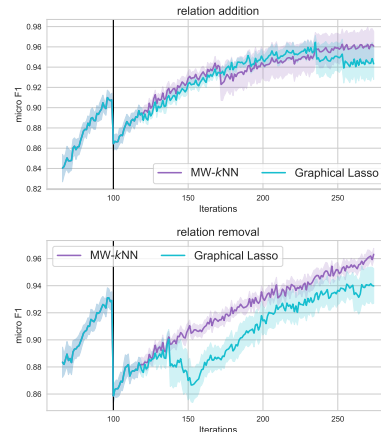 relation addition
0.98
0.96
0.94
0.92
0.90
0.88
0.86
0.84
0.82
micro F1
MW-kNN Graphical Lasso
100 150 200 250
Iterations
relation removal
MW-kNN Graphical Lasso
0.96
0.94
0.92
0.90
0.88
0.86
micro F1
100 150 200 250
Iterations